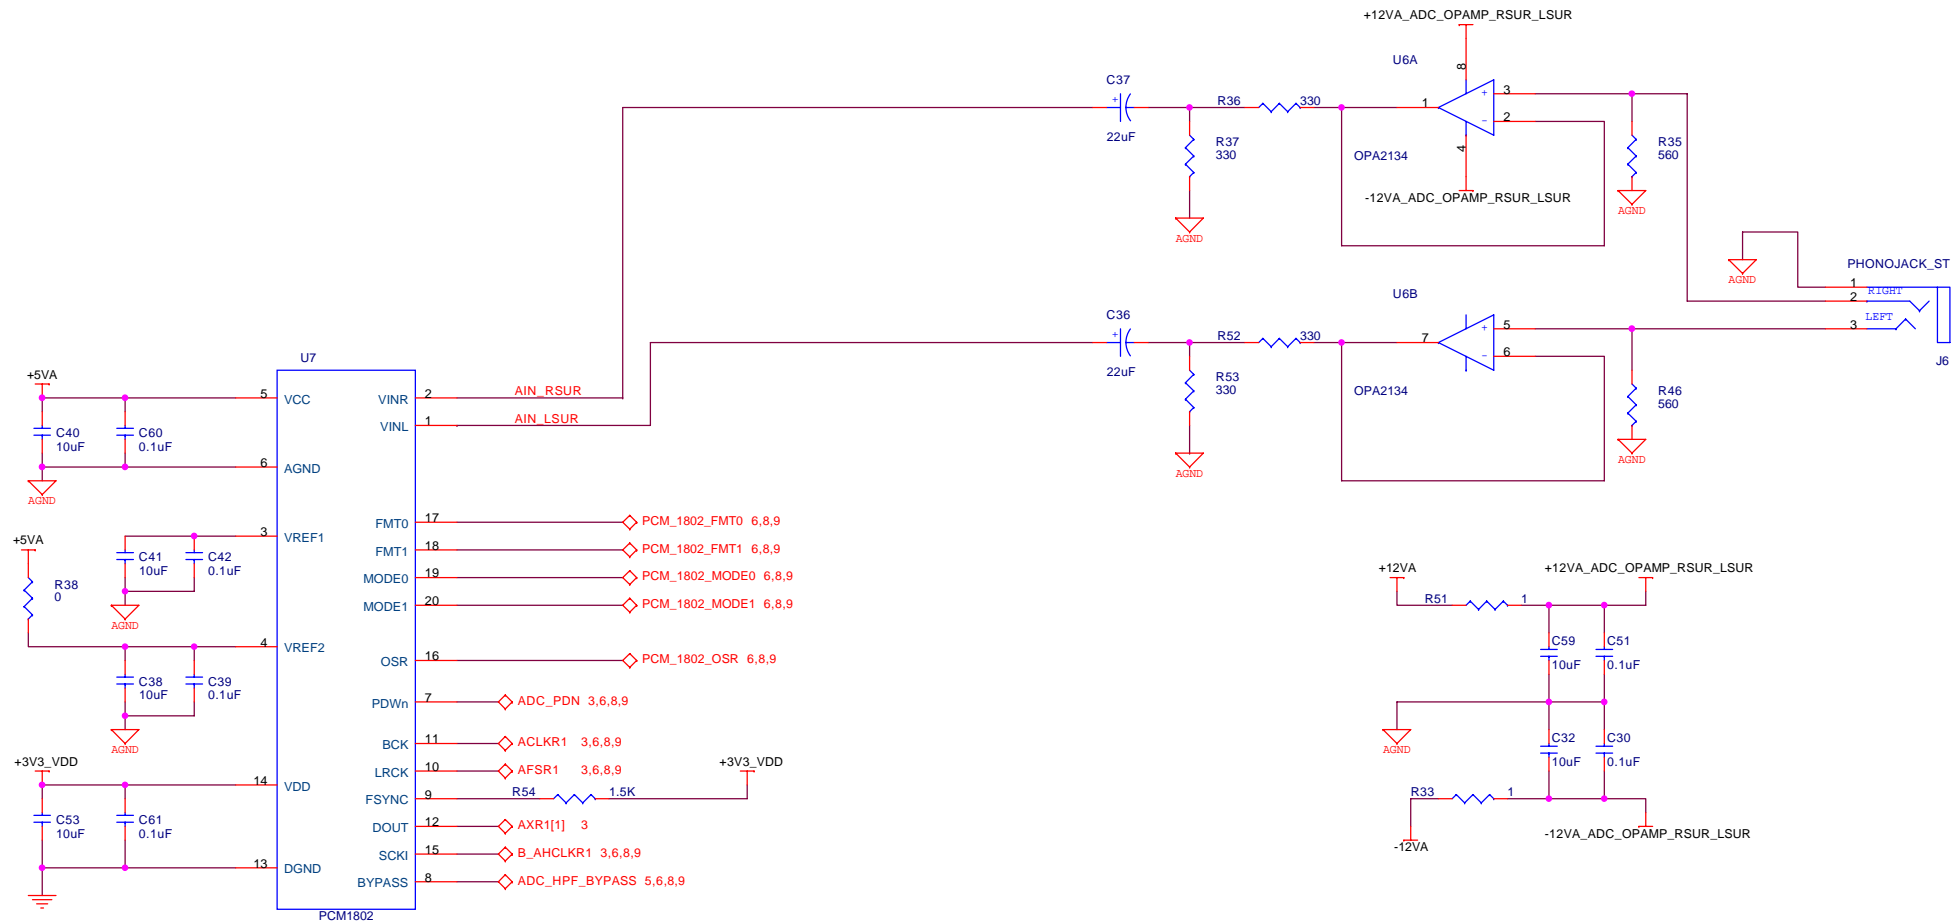 +12VA_ADC_OPAMP_RSUR_LSUR
U6A
8
C37
+
22uF
R36
330
1
+
3
-
2
4
OPA2134
R37
330
AGND
-12VA_ADC_OPAMP_RSUR_LSUR
R35
560
AGND
AGND
PHONOJACK_ST
1
RIGHT
2
LEFT
3
J6
U6B
C36
+
22uF
R52
330
7
+
5
-
6
OPA2134
R53
330
AGND
R46
560
AGND
U7
+5VA
5
VCC
VINR
2
AIN_RSUR
VINL
1
AIN_LSUR
C40
10uF
C60
0.1uF
6
AGND
AGND
FMT0
17
PCM_1802_FMT0 6,8,9
3
VREF1
+5VA
FMT1
18
PCM_1802_FMT1 6,8,9
C41
10uF
C42
0.1uF
R38
0
MODE0
19
PCM_1802_MODE0 6,8,9
MODE1
20
PCM_1802_MODE1 6,8,9
AGND
4
VREF2
OSR
16
PCM_1802_OSR 6,8,9
C38
10uF
C39
0.1uF
PDWn
7
ADC_PDN 3,6,8,9
AGND
BCK
11
ACLKR1 3,6,8,9
+3V3_VDD
LRCK
10
AFSR1 3,6,8,9
+3V3_VDD
14
VDD
FSYNC
9
R54
1.5K
C53
10uF
C61
0.1uF
DOUT
12
AXR1[1] 3
SCKI
15
B_AHCLKR1 3,6,8,9
13
DGND
BYPASS
8
ADC_HPF_BYPASS 5,6,8,9
PCM1802
+12VA
+12VA_ADC_OPAMP_RSUR_LSUR
R51
1
C59
10uF
C51
0.1uF
AGND
C32
10uF
C30
0.1uF
R33
1
-12VA
-12VA_ADC_OPAMP_RSUR_LSUR